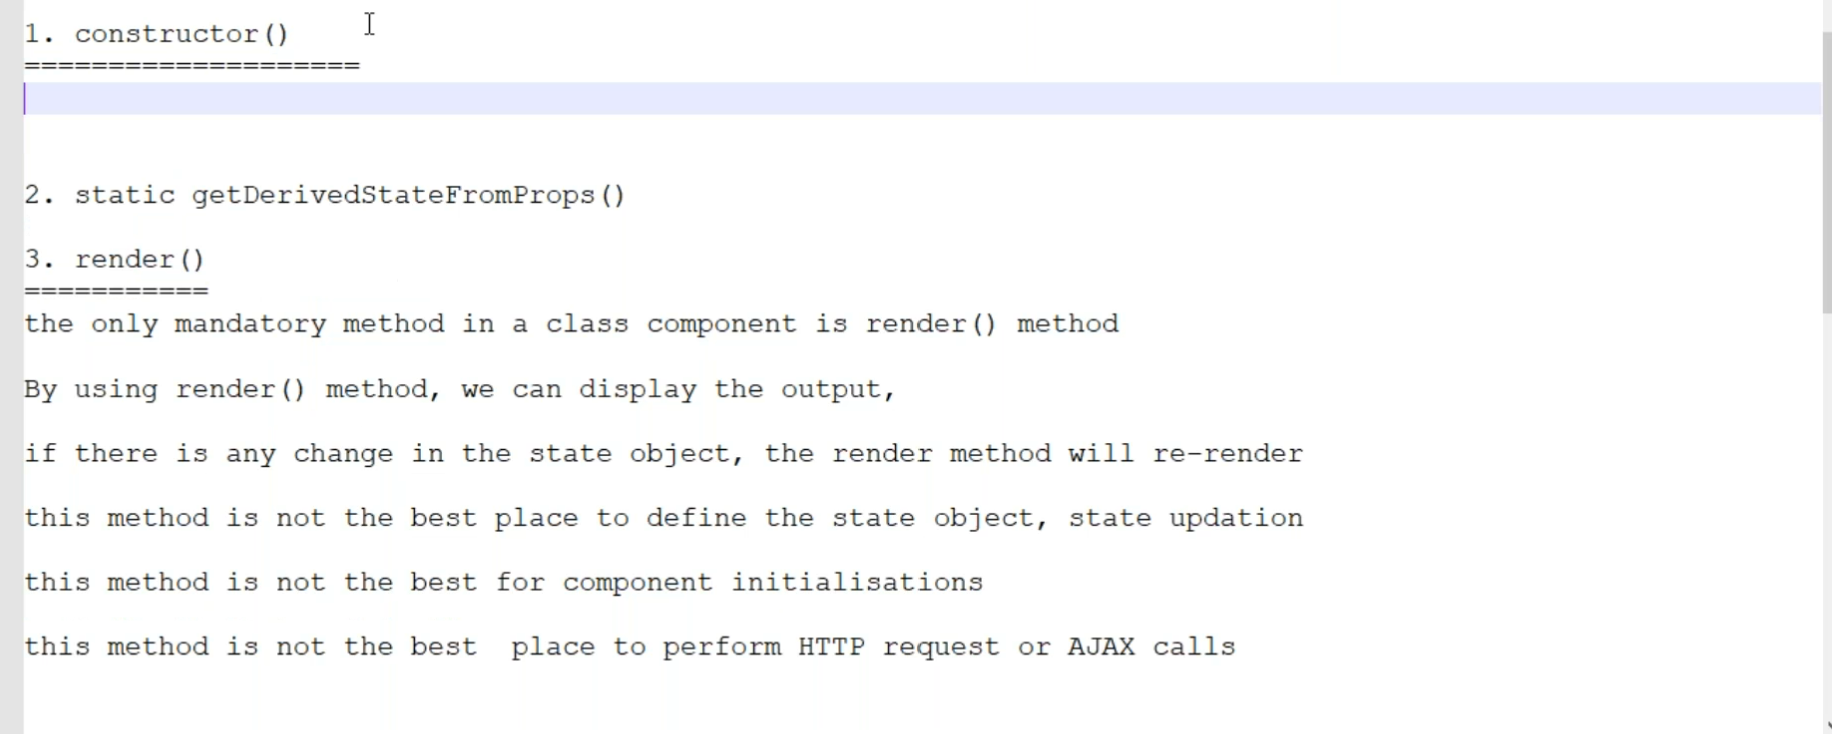 1. constructor()
====================
2. static getDerivedStateFromProps()
3. render()
===========
the only mandatory method in a class component is render() method
By using render() method, we can display the output,
if there is any change in the state object, the render method will re-render
this method is not the best place to define the state object, state updation
this method is not the best for component initialisations
this method is not the best  place to perform HTTP request or AJAX calls